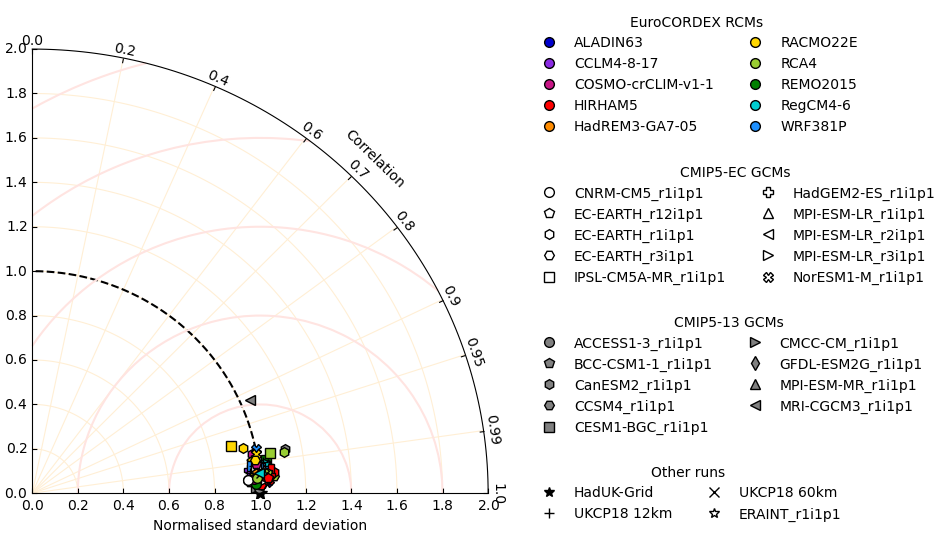 0.0
0.2
0.4
0.6
Correlation
0.7
0.8
0.9
0.95
0.99
1.0
2.0
1.8
1.6
1.4
1.2
1.0
0.8
0.6
0.4
0.2
0.0
0.0 0.2 0.4 0.6 0.8 1.0 1.2 1.4 1.6 1.8 2.0
Normalised standard deviation
EuroCORDEX RCMs
ALADIN63 RACMO22E
CCLM4-8-17 RCA4
COSMO-crCLIM-v1-1 REMO2015
HIRHAM5 RegCM4-6
HadREM3-GA7-05 WRF381P
CMIP5-EC GCMs
CNRM-CM5_r1i1p1 HadGEM2-ES_r1i1p1
EC-EARTH_r12i1p1 MPI-ESM-LR_r1i1p1
EC-EARTH_r1i1p1 MPI-ESM-LR_r2i1p1
EC-EARTH_r3i1p1 MPI-ESM-LR_r3i1p1
IPSL-CM5A-MR_r1i1p1 NorESM1-M_r1i1p1
CMIP5-13 GCMs
ACCESS1-3_r1i1p1 CMCC-CM_r1i1p1
BCC-CSM1-1_r1i1p1 GFDL-ESM2G_r1i1p1
CanESM2_r1i1p1 MPI-ESM-MR_r1i1p1
CCSM4_r1i1p1 MRI-CGCM3_r1i1p1
CESM1-BGC_r1i1p1
Other runs
HadUK-Grid UKCP18 60km
UKCP18 12km ERAINT_r1i1p1